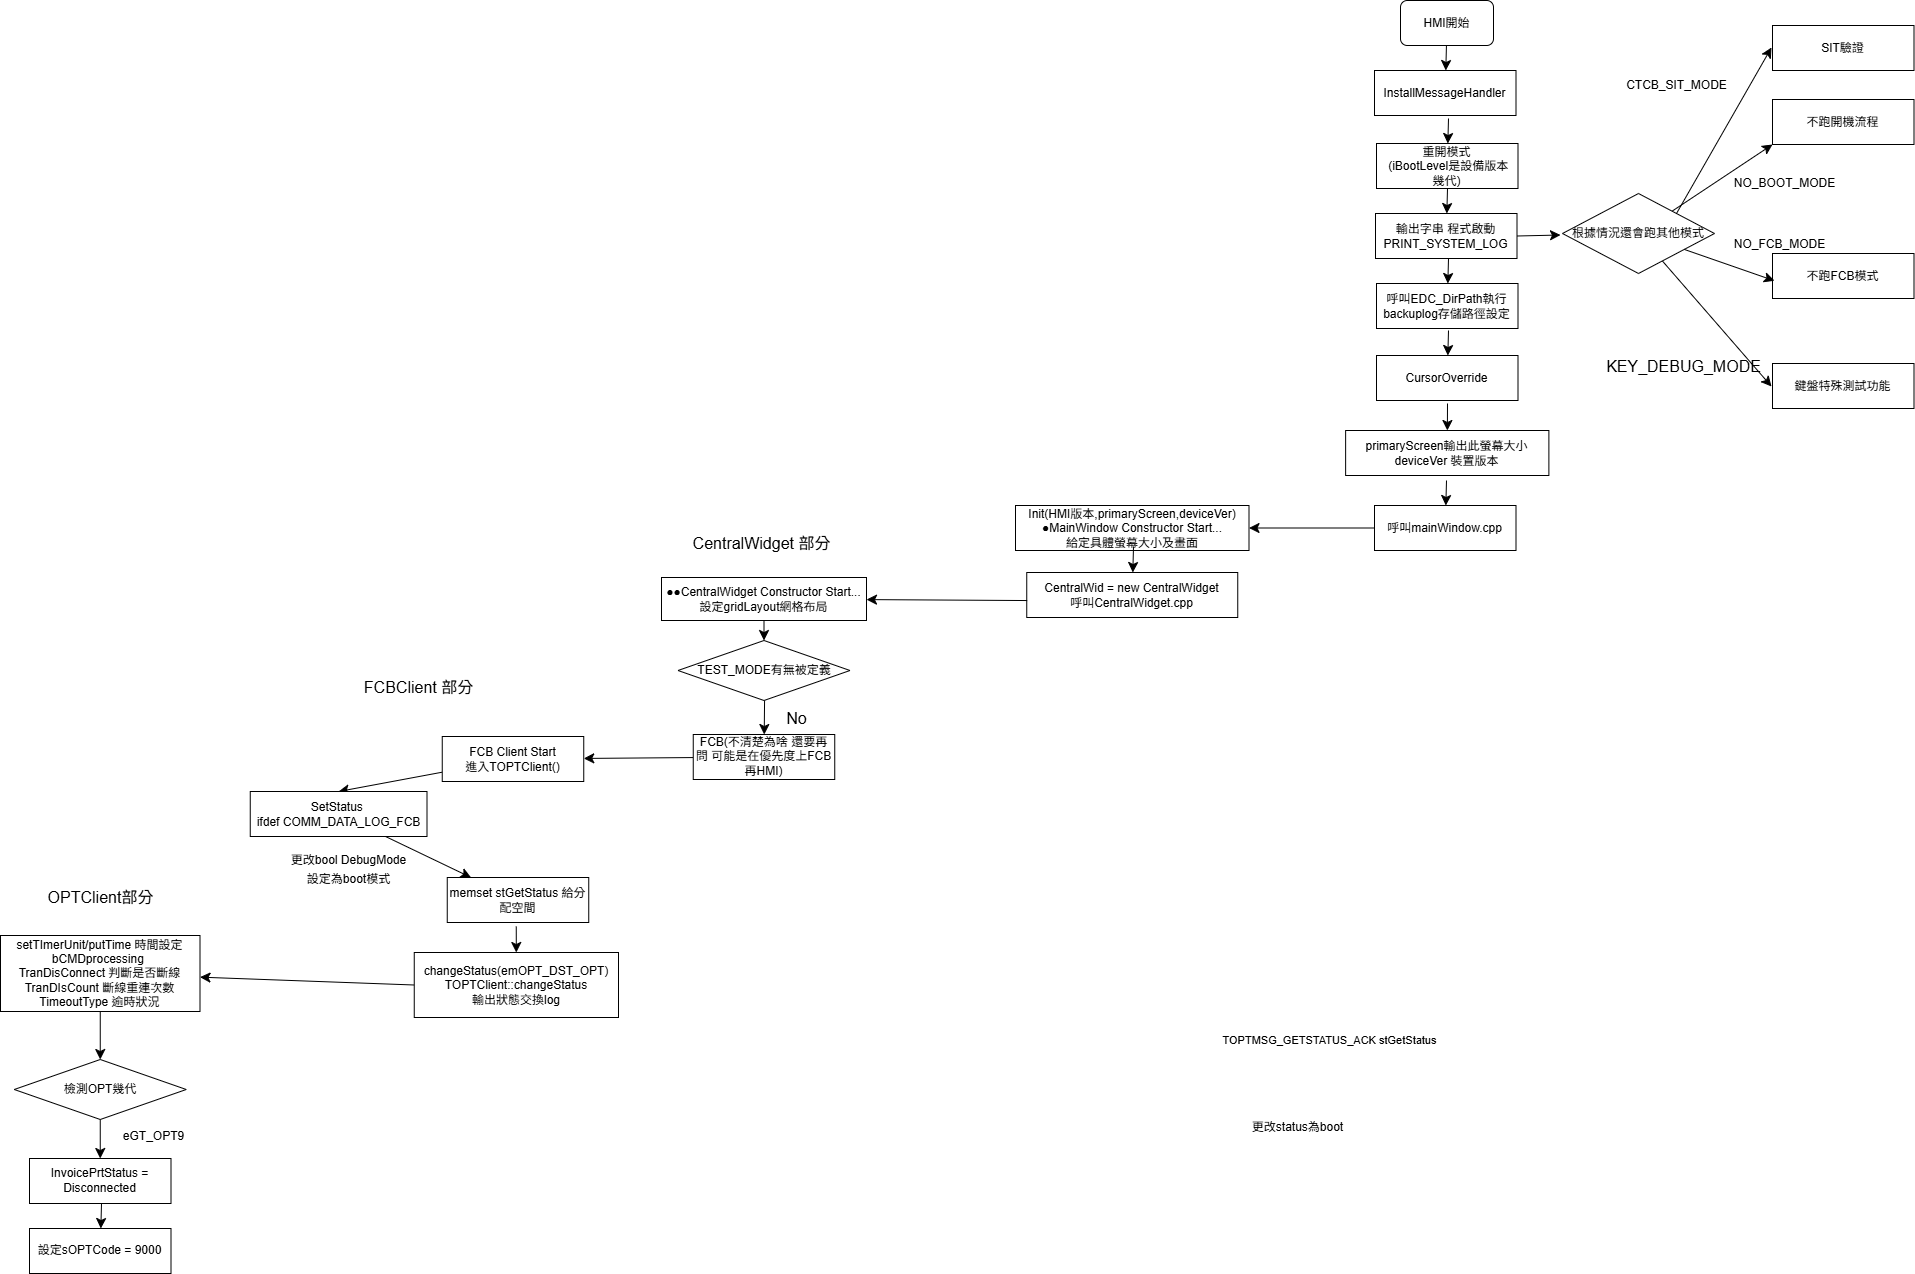 HMI開始
InstallMessageHandler
重開模式
(iBootLevel是設備版本
幾代)
輸出字串 程式啟動
PRINT_SYSTEM_LOG
根據情況還會跑其他模式
CTCB_SIT_MODE
SIT驗證
不跑開機流程
NO_BOOT_MODE
NO_FCB_MODE
不跑FCB模式
KEY_DEBUG_MODE
鍵盤特殊測試功能
呼叫EDC_DirPath執行
backuplog存儲路徑設定
CursorOverride
primaryScreen輸出此螢幕大小
deviceVer 裝置版本
呼叫mainWindow.cpp
Init(HMI版本,primaryScreen,deviceVer)
●MainWindow Constructor Start...
給定具體螢幕大小及畫面
CentralWid = new CentralWidget
呼叫CentralWidget.cpp
CentralWidget 部分
●●CentralWidget Constructor Start...
設定gridLayout網格布局
TEST_MODE有無被定義
No
FCB(不清楚為啥 還要再
問 可能是在優先度上FCB
再HMI)
FCBClient 部分
FCB Client Start
進入TOPTClient()
SetStatus
ifdef COMM_DATA_LOG_FCB
更改bool DebugMode
設定為boot模式
memset stGetStatus 給分
配空間
changeStatus(emOPT_DST_OPT)
TOPTClient::changeStatus
輸出狀態交換log
OPTClient部分
setTImerUnit/putTime 時間設定
bCMDprocessing
TranDisConnect 判斷是否斷線
TranDIsCount 斷線重連次數
TimeoutType 逾時狀況
檢測OPT幾代
eGT_OPT9
InvoicePrtStatus =
Disconnected
設定sOPTCode = 9000
TOPTMSG_GETSTATUS_ACK stGetStatus
更改status為boot